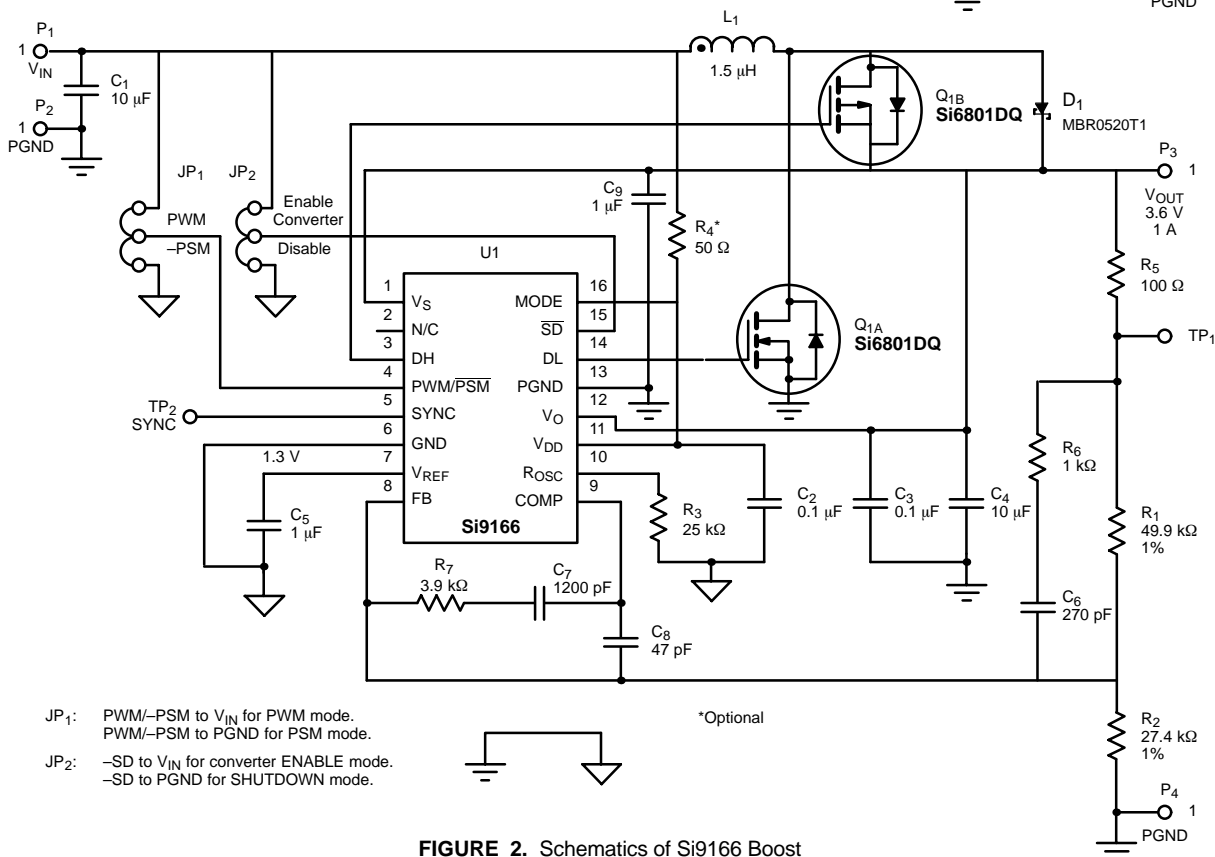 PGND
P1
1
VIN
C1
10 µF
P2
1
PGND
L1
1.5 µH
Q1B
Si6801DQ
D1
MBR0520T1
P3
1
VOUT
3.6 V
1 A
JP1
JP2
PWM
–PSM
Enable
Converter
Disable
C9
1 µF
R4*
50 Ω
R5
100 Ω
TP1
U1
1
VS
2
N/C
3
DH
4
PWM/PSM
5
SYNC
6
GND
7
VREF
8
FB
16
MODE
15
SD
14
DL
13
PGND
12
VO
11
VDD
10
ROSC
9
COMP
Si9166
Q1A
Si6801DQ
TP2
SYNC
1.3 V
C5
1 µF
R3
25 kΩ
C2
0.1 µF
C3
0.1 µF
C4
10 µF
R6
1 kΩ
R1
49.9 kΩ
1%
R7
3.9 kΩ
C7
1200 pF
C8
47 pF
C6
270 pF
R2
27.4 kΩ
1%
P4
1
PGND
JP1: PWM/–PSM to VIN for PWM mode.
PWM/–PSM to PGND for PSM mode.
JP2: –SD to VIN for converter ENABLE mode.
–SD to PGND for SHUTDOWN mode.
*Optional
FIGURE 2. Schematics of Si9166 Boost